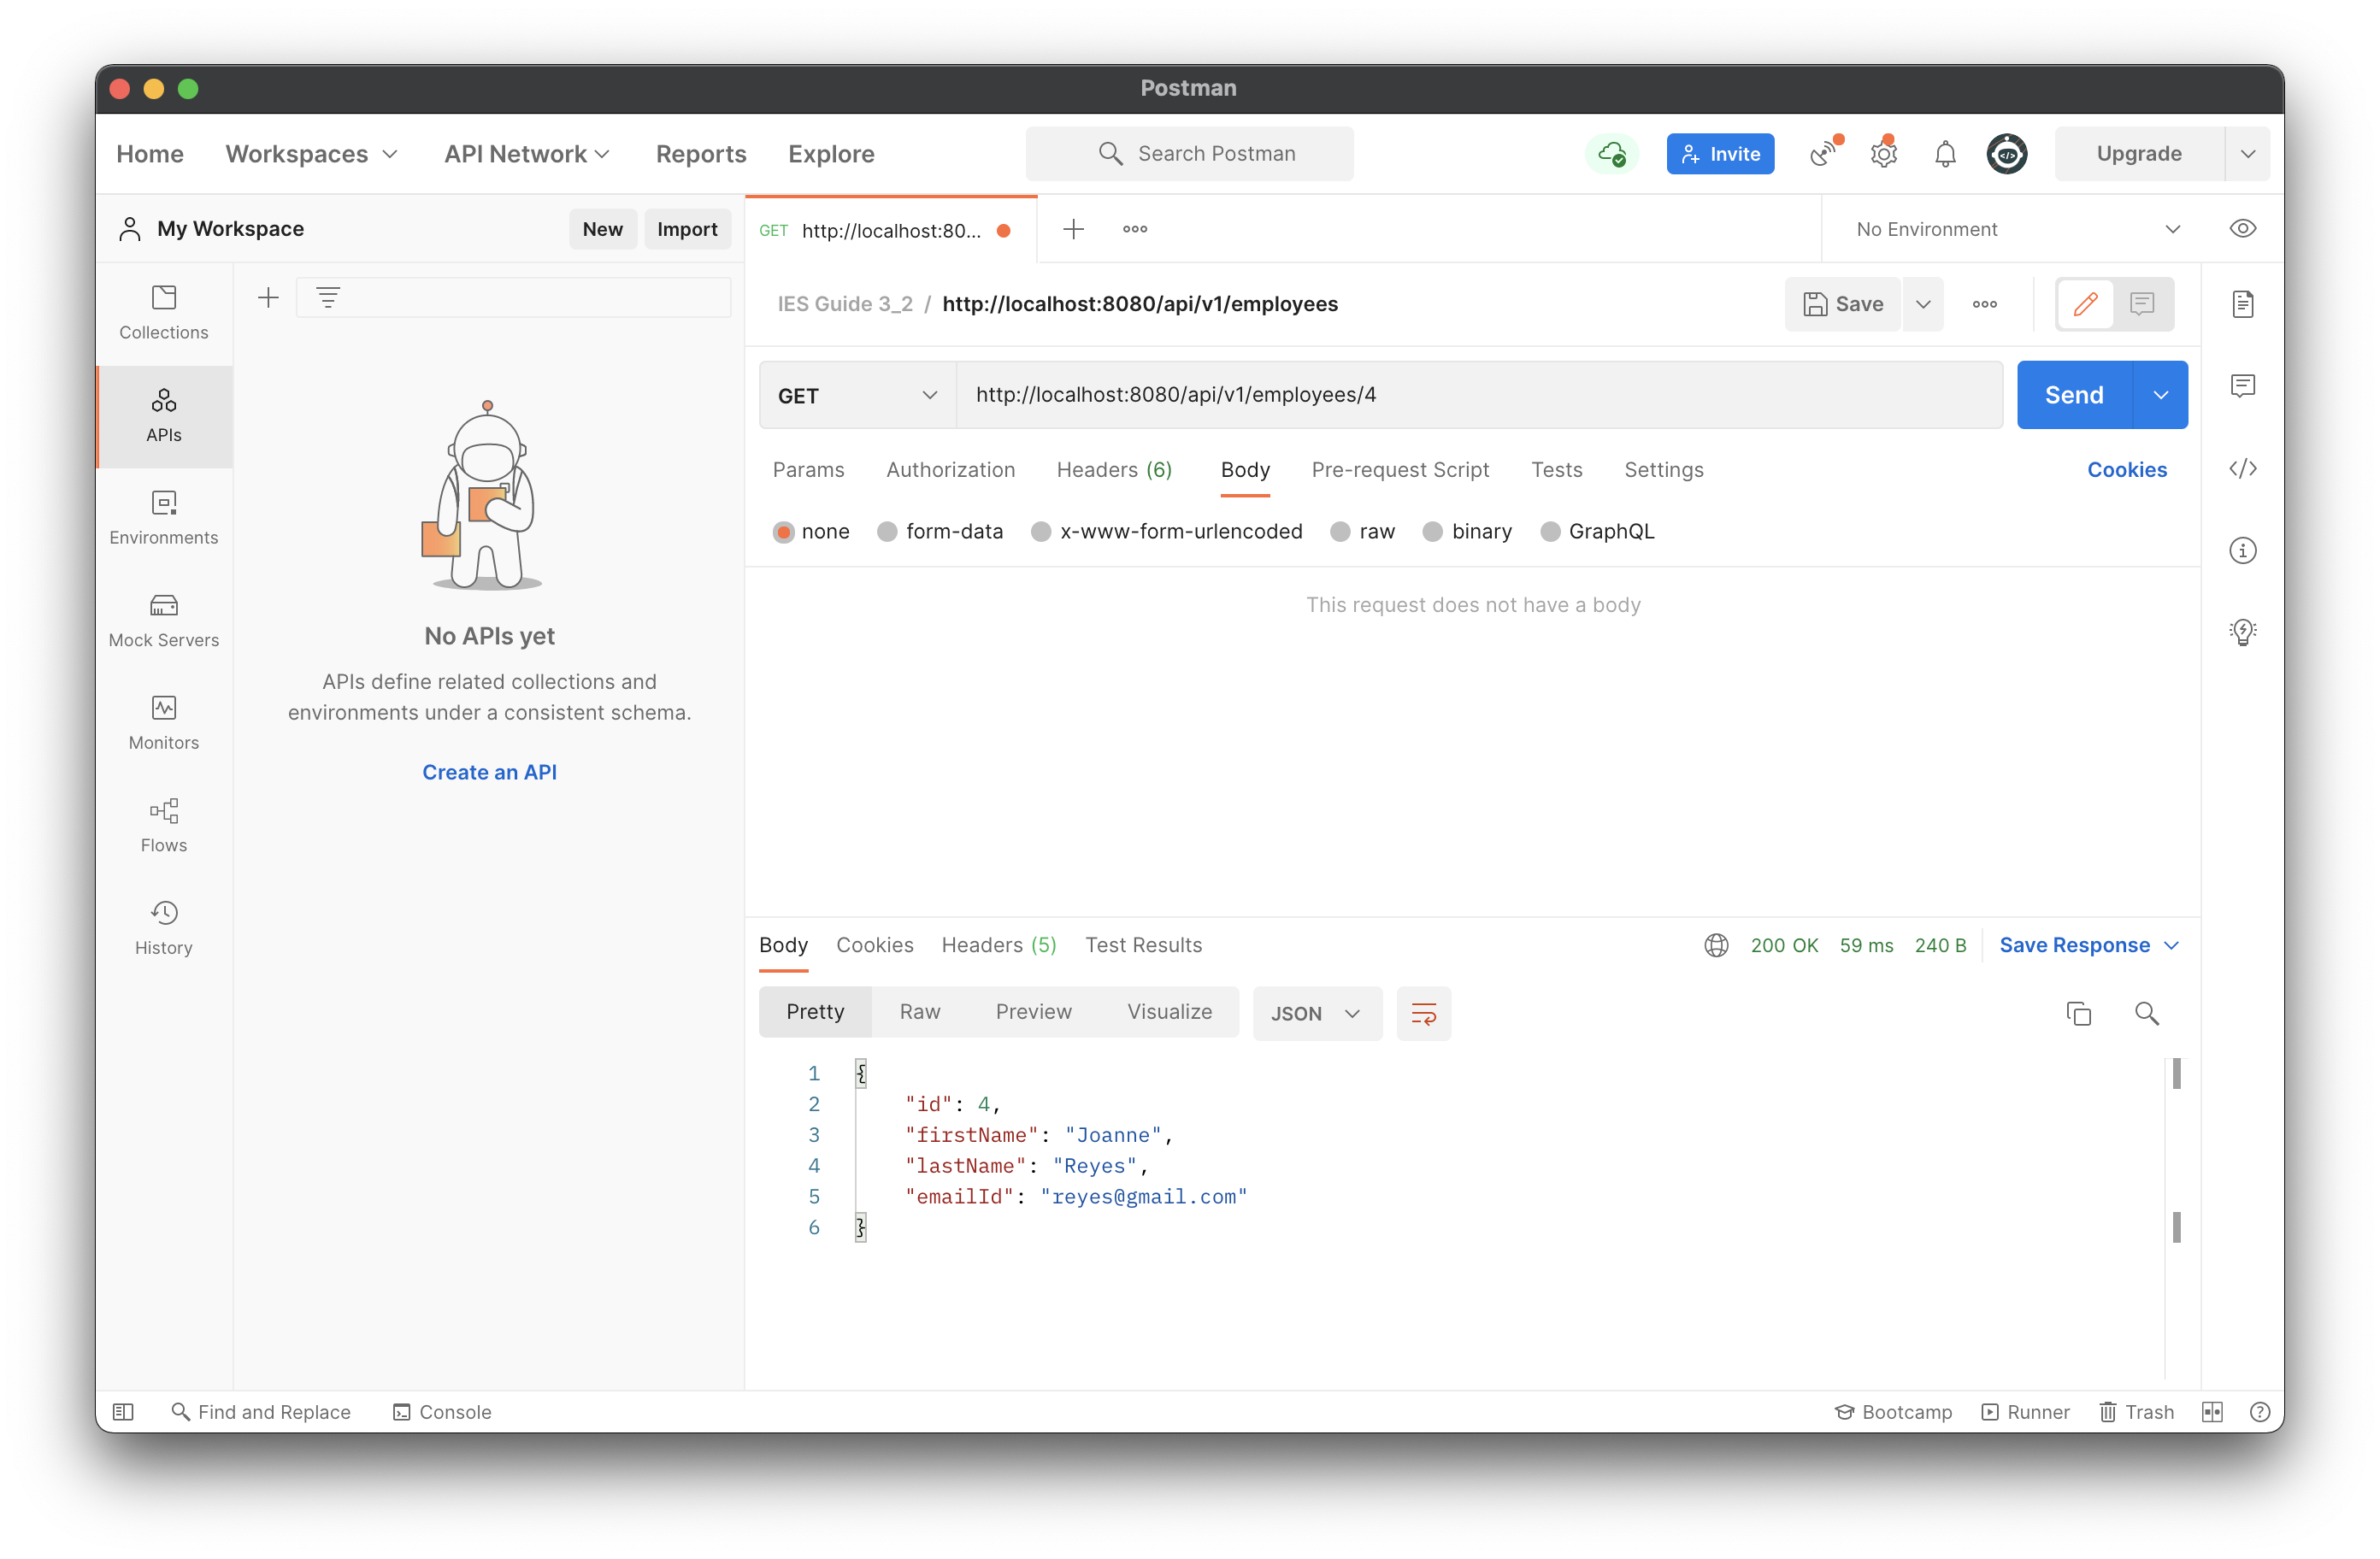 Postman
Home Workspaces API Network Reports Explore Search Postman Invite Upgrade
My Workspace New Import GET http://localhost:80... No Environment
Collections
APIs
Environments
Mock Servers
Monitors
Flows
History
No APIs yet
APIs define related collections and
environments under a consistent schema.
Create an API
IES Guide 3_2 / http://localhost:8080/api/v1/employees Save
GET http://localhost:8080/api/v1/employees/4 Send
Params Authorization Headers (6) Body Pre-request Script Tests Settings Cookies
none form-data x-www-form-urlencoded raw binary GraphQL
This request does not have a body
Body Cookies Headers (5) Test Results 200 OK 59 ms 240 B Save Response
Pretty Raw Preview Visualize JSON
1 {
2 "id": 4,
3 "firstName": "Joanne",
4 "lastName": "Reyes",
5 "emailId": "reyes@gmail.com"
6 }
Find and Replace Console Bootcamp Runner Trash